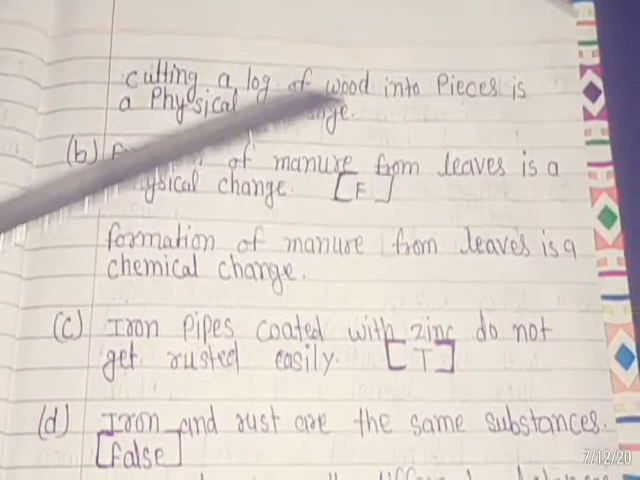 cutting a log of wood into Pieces is
a Physical
(b) of manure from leaves is a
change. [F]
formation of manure from leaves is a
chemical change.
(c) Iron Pipes coated with zinc do not
get rusted easily. [T]
(d) Iron and rust are the same substances.
[false]
7/12/20